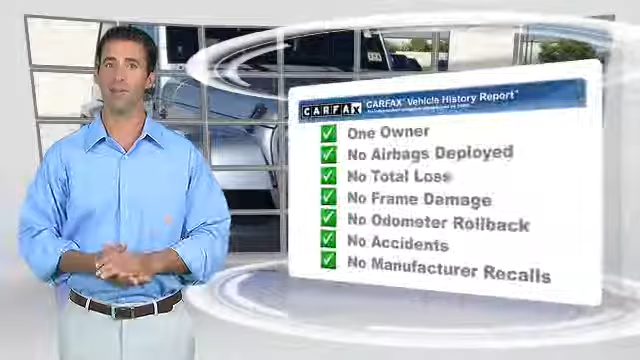 CARFAX CARFAX Vehicle History Report™
One Owner
No Airbags Deployed
No Total Loss
No Frame Damage
No Odometer Rollback
No Accidents
No Manufacturer Recalls